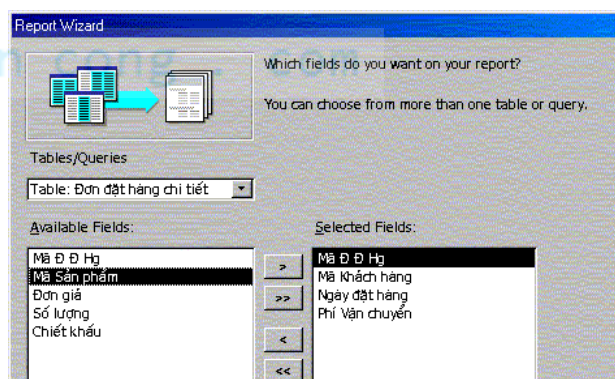 Report Wizard
n cong . com
Which fields do you want on your report?
You can choose from more than one table or query.
Tables/Queries
Table: Đơn đặt hàng chi tiết
Available Fields:
Selected Fields:
Mã Đ Đ Hg
Mã Sản phẩm
Đơn giá
Số lượng
Chiết khấu
>
>>
<
<<
Mã Đ Đ Hg
Mã Khách hàng
Ngày đặt hàng
Phí Vận chuyển